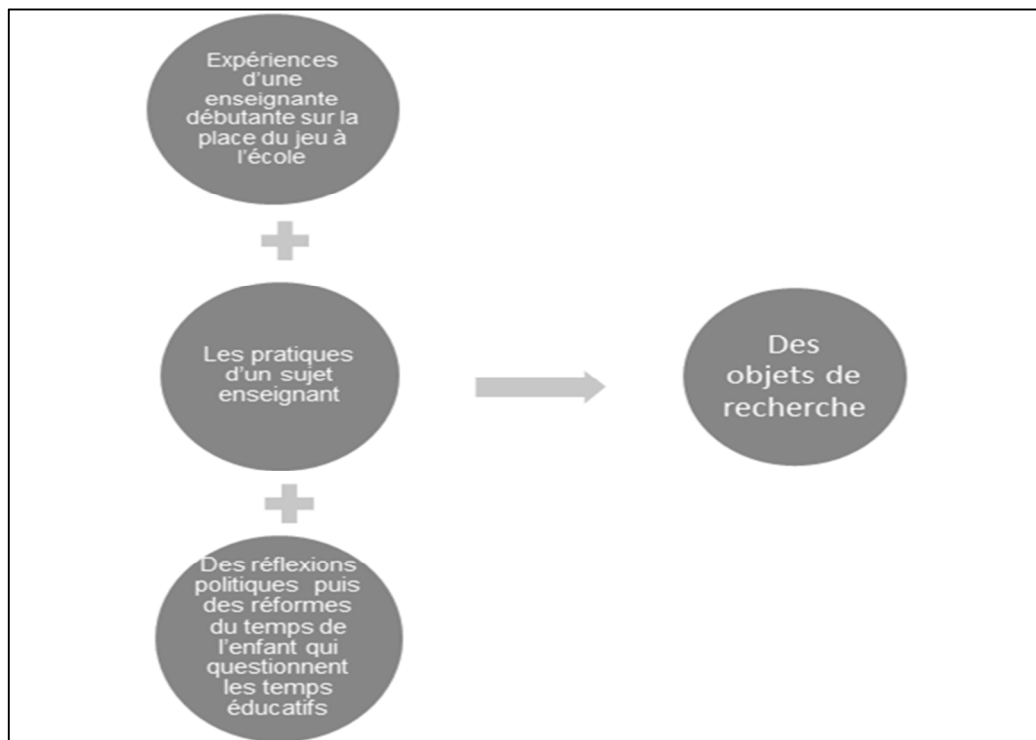 Expériences
d'une
enseignante
débutante sur la
place du jeu à
l'école
Les pratiques
d'un sujet
enseignant
Des réflexions
politiques puis
des réformes
du temps de
l'enfant qui
questionnent
les temps
éducatifs
Des
objets de
recherche